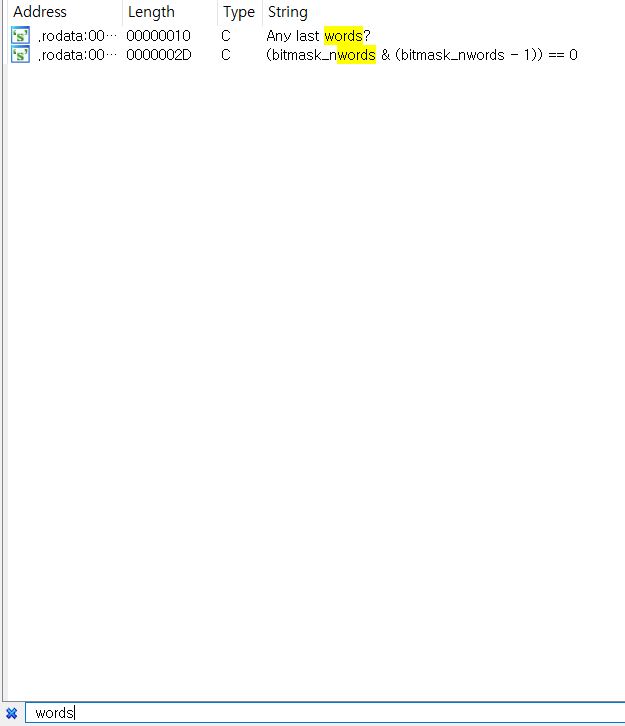 Address Length Type String
's' .rodata:00… 00000010 C Any last words?
's' .rodata:00… 0000002D C (bitmask_nwords & (bitmask_nwords - 1)) == 0
words